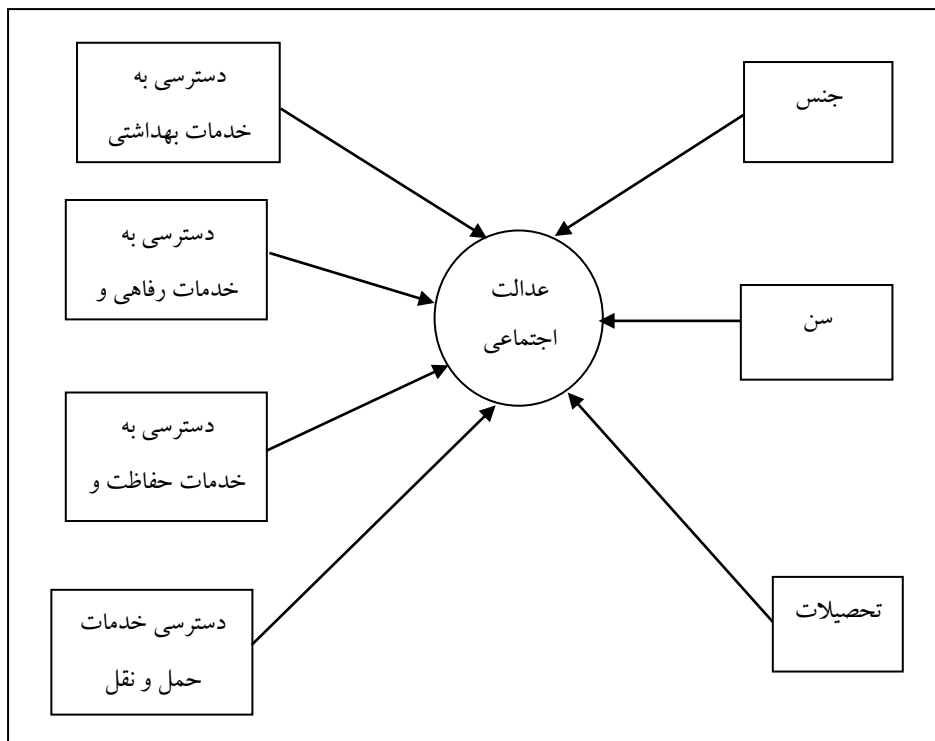 دسترسی به
خدمات بهداشتی
جنس
دسترسی به
خدمات رفاهی و
عدالت
اجتماعی
سن
دسترسی به
خدمات حفاظت و
دسترسی خدمات
حمل و نقل
تحصیلات